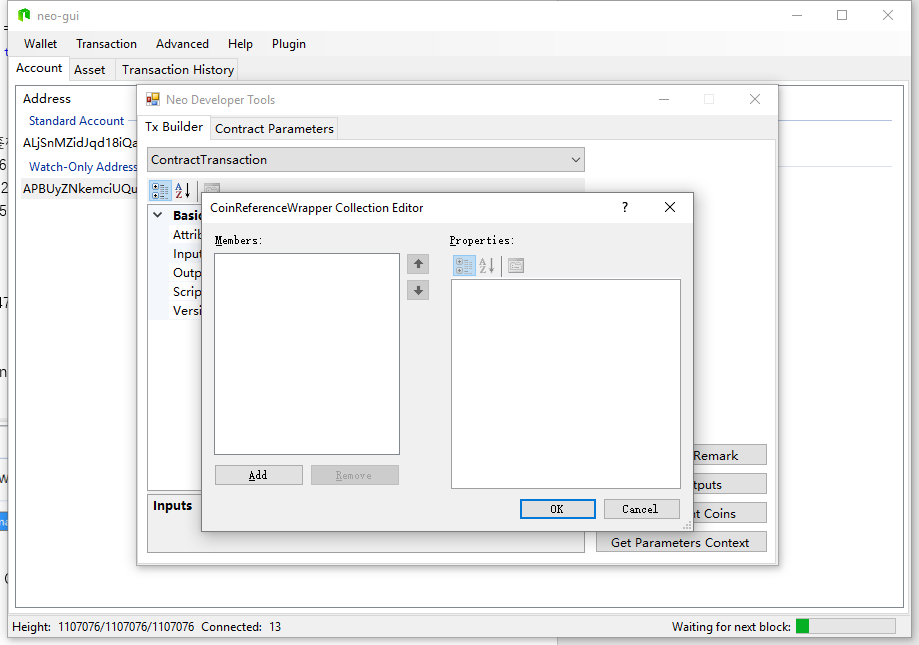 neo-gui
Wallet Transaction Advanced Help Plugin
Account Asset Transaction History
Address
Standard Account
ALjSnMZidJqd18iQa
Watch-Only Address
APBUyZNkemciUQu
Neo Developer Tools
Tx Builder Contract Parameters
ContractTransaction
Basic
Attrib
Input
Outp
Scrip
Versi
Inputs
CoinReferenceWrapper Collection Editor ?
Members:
Properties:
Add Remove
OK Cancel
Remark
tputs
nt Coins
Get Parameters Context
Height: 1107076/1107076/1107076 Connected: 13
Waiting for next block: